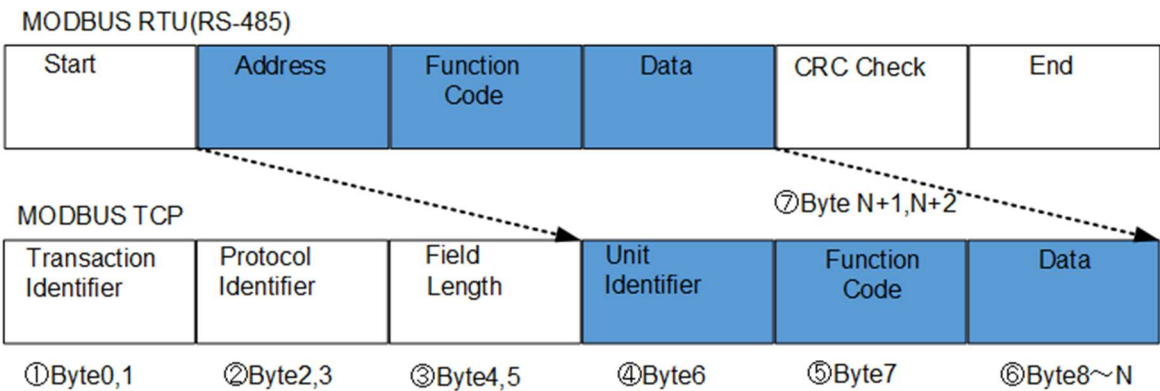 MODBUS RTU(RS-485)
Start
Address
Function
Code
Data
CRC Check
End
⑦Byte N+1,N+2
MODBUS TCP
Transaction
Identifier
Protocol
Identifier
Field
Length
Unit
Identifier
Function
Code
Data
①Byte0,1
②Byte2,3
③Byte4,5
④Byte6
⑤Byte7
⑥Byte8～N